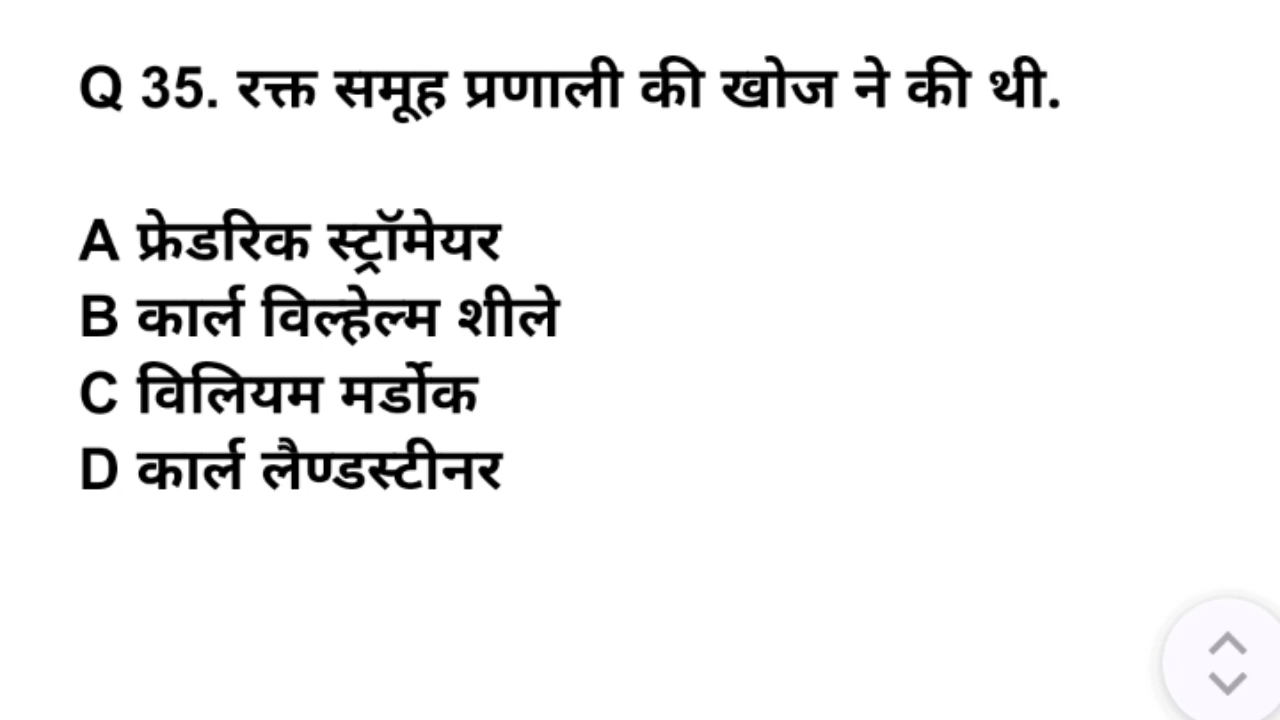 Q 35. रक्त समूह प्रणाली की खोज ने की थी.
A फ्रेडरिक स्ट्रॉमेयर
B कार्ल विल्हेल्म शीले
C विलियम मर्डोक
D कार्ल लैण्डस्टीनर